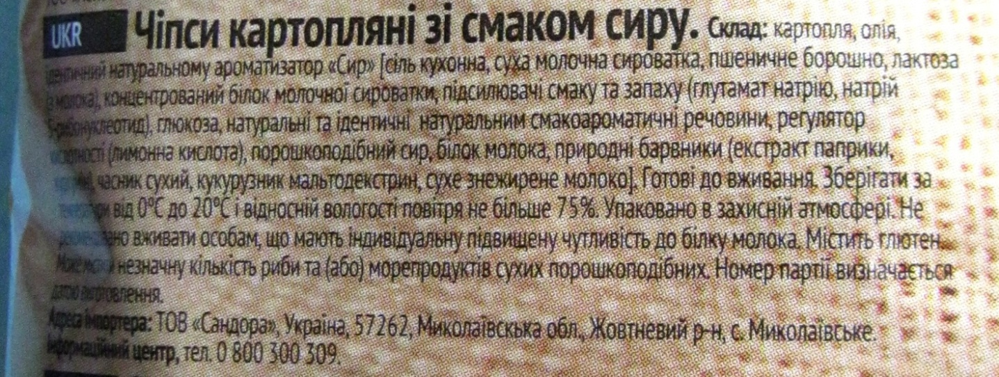 UKR Чіпси картопляні зі смаком сиру. Склад: картопля, олія,
ідентичний натуральному ароматизатор «Сир» [сіль кухонна, суха молочна сироватка, пшеничне борошно, лактоза
(з молока), концентрований білок молочної сироватки, підсилювачі смаку та запаху (глутамат натрію, натрій
5-рибонуклеотид), глюкоза, натуральні та ідентичні натуральним смакоароматичні речовини, регулятор
кислотності (лимонна кислота), порошкоподібний сир, білок молока, природні барвники (екстракт паприки,
часник сухий, кукурузник мальтодекстрин, сухе знежирене молоко]. Готові до вживання. Зберігати за
температури від 0°С до 20°С і відносній вологості повітря не більше 75%. Упаковано в захисній атмосфері. Не
рекомендовано вживати особам, що мають індивідуальну підвищену чутливість до білку молока. Містить глютен.
незначну кількість риби та (або) морепродуктів сухих порошкоподібних. Номер партії визначається
датою виготовлення.
Адреса імпортера: ТОВ «Сандора», Україна, 57262, Миколаївсқька обл., Жовтневий р-н, с. Миколаївське.
Інформаційний центр, тел. 0 800 300 309.